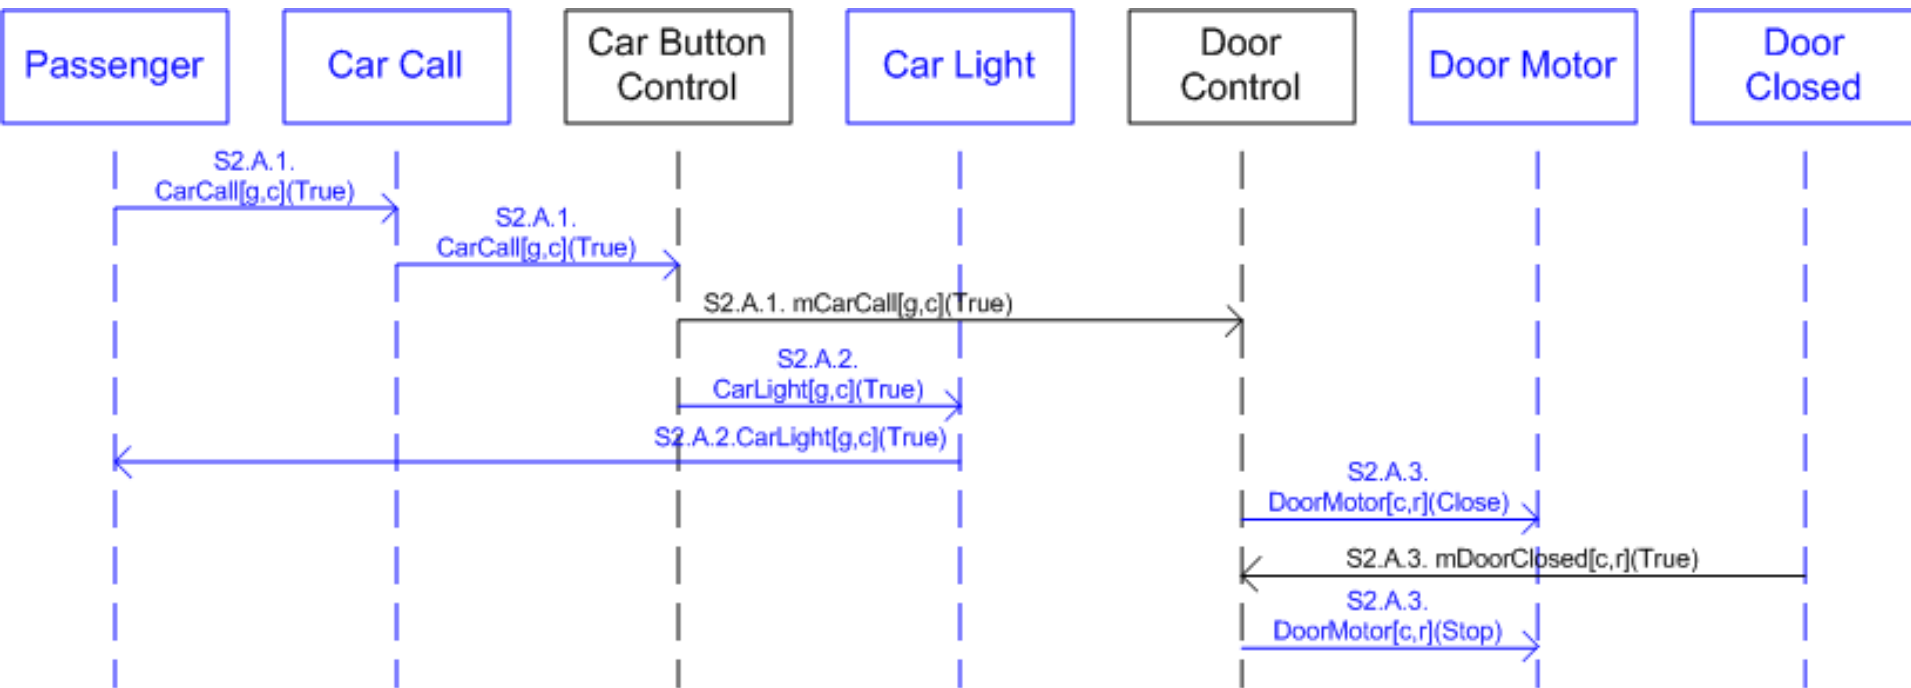 Passenger
Car Call
Car Button
Control
Car Light
Door
Control
Door Motor
Door
Closed
S2.A.1.
CarCall[g,c](True)
S2.A.1.
CarCall[g,c](True)
S2.A.1. mCarCall[g,c](True)
S2.A.2.
CarLight[g,c](True)
S2.A.2.CarLight[g,c](True)
S2.A.3.
DoorMotor[c,r](Close)
S2.A.3. mDoorClosed[c,r](True)
S2.A.3.
DoorMotor[c,r](Stop)